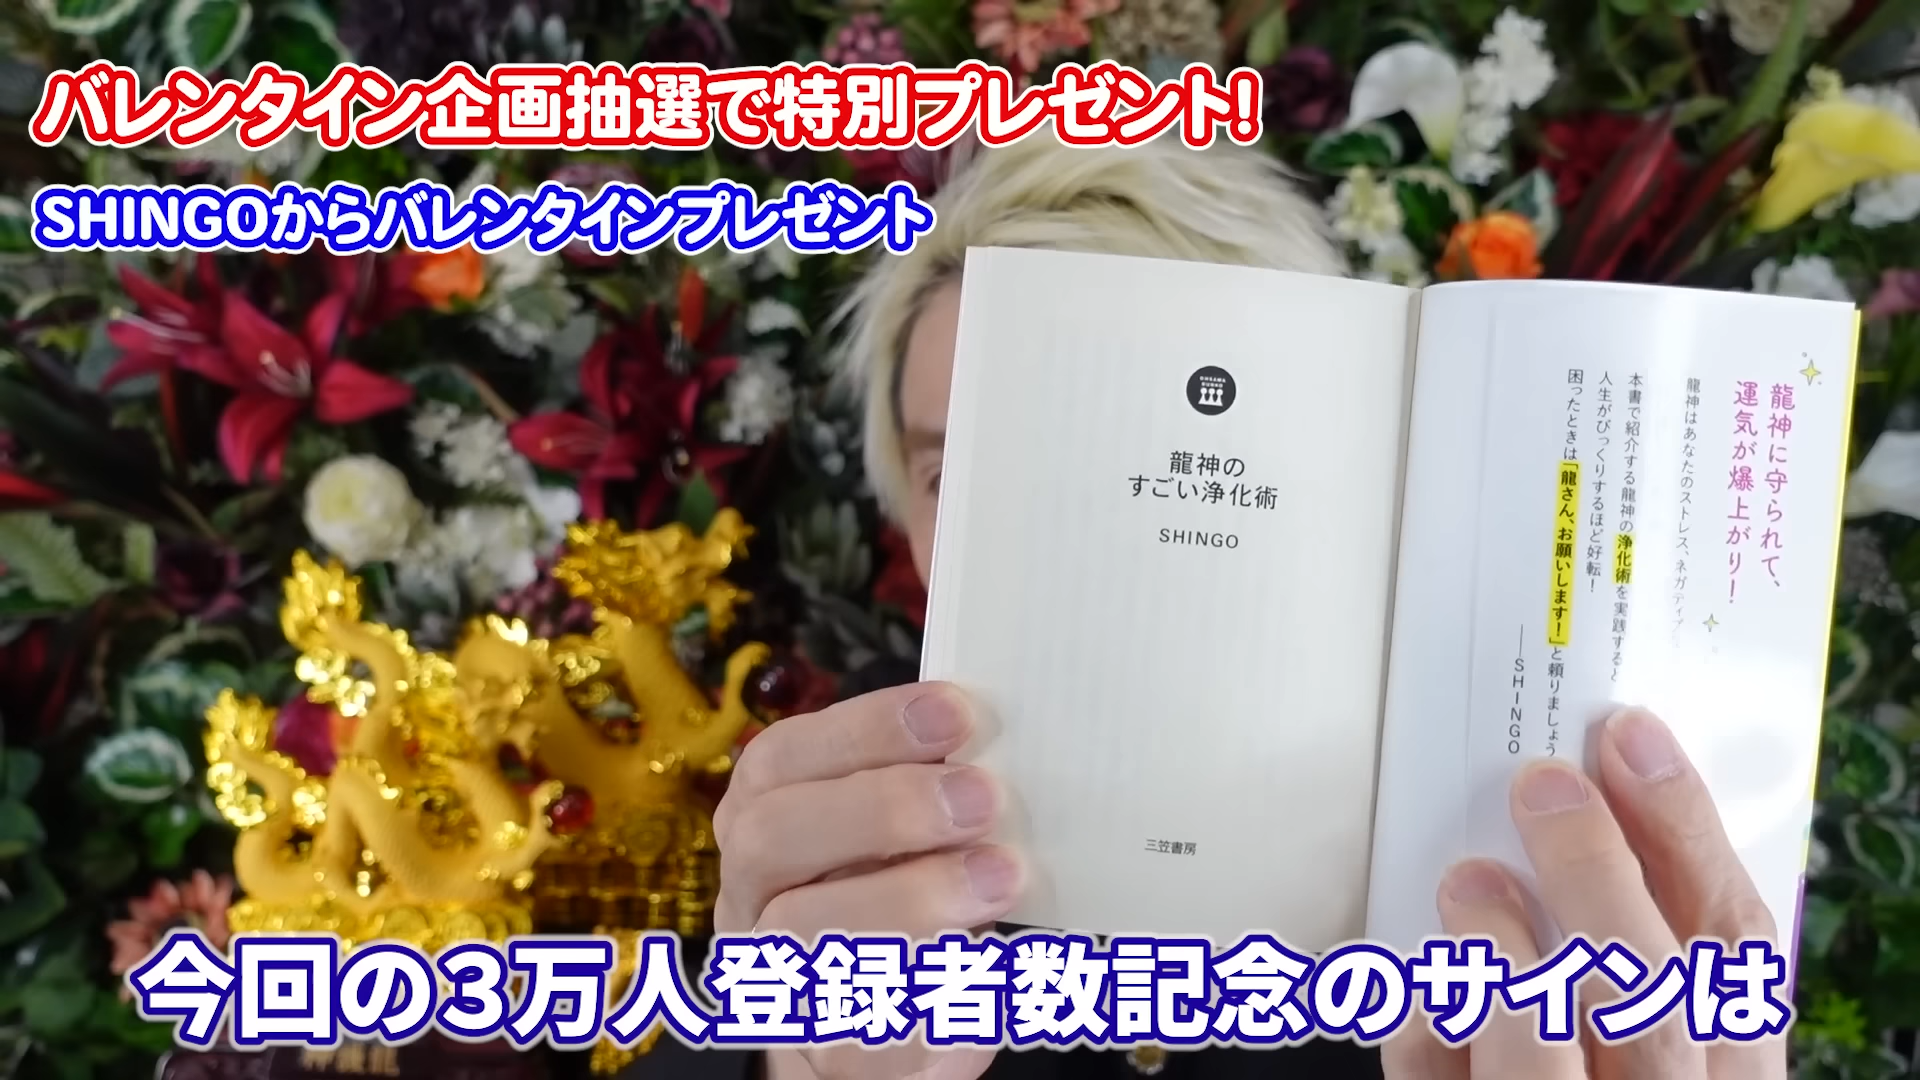 バレンタイン企画抽選で特別プレゼント!
SHINGOからバレンタインプレゼント
龍神の
すごい浄化術
SHINGO
三笠書房
龍神に守られて、
運気が爆上がり!
龍神はあなたのストレス、ネガティブ
本書で紹介する龍神の浄化術を実践すると
人生がびっくりするほど好転!
困ったときは「龍さん、お願いします!」と頼りましょう
――SHINGO
今回の3万人登録者数記念のサインは